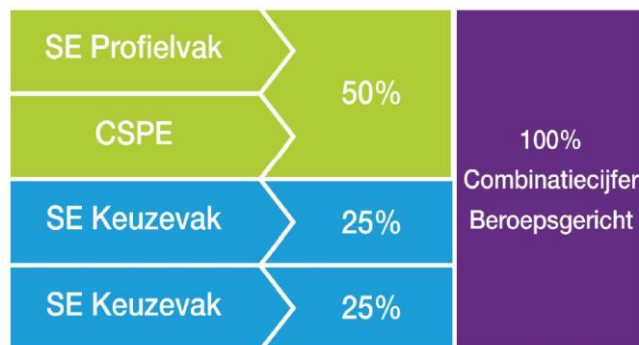 SE Profielvak
50%
CSPE
SE Keuzevak
25%
SE Keuzevak
25%
100%
Combinatiecijfer
Beroepsgericht